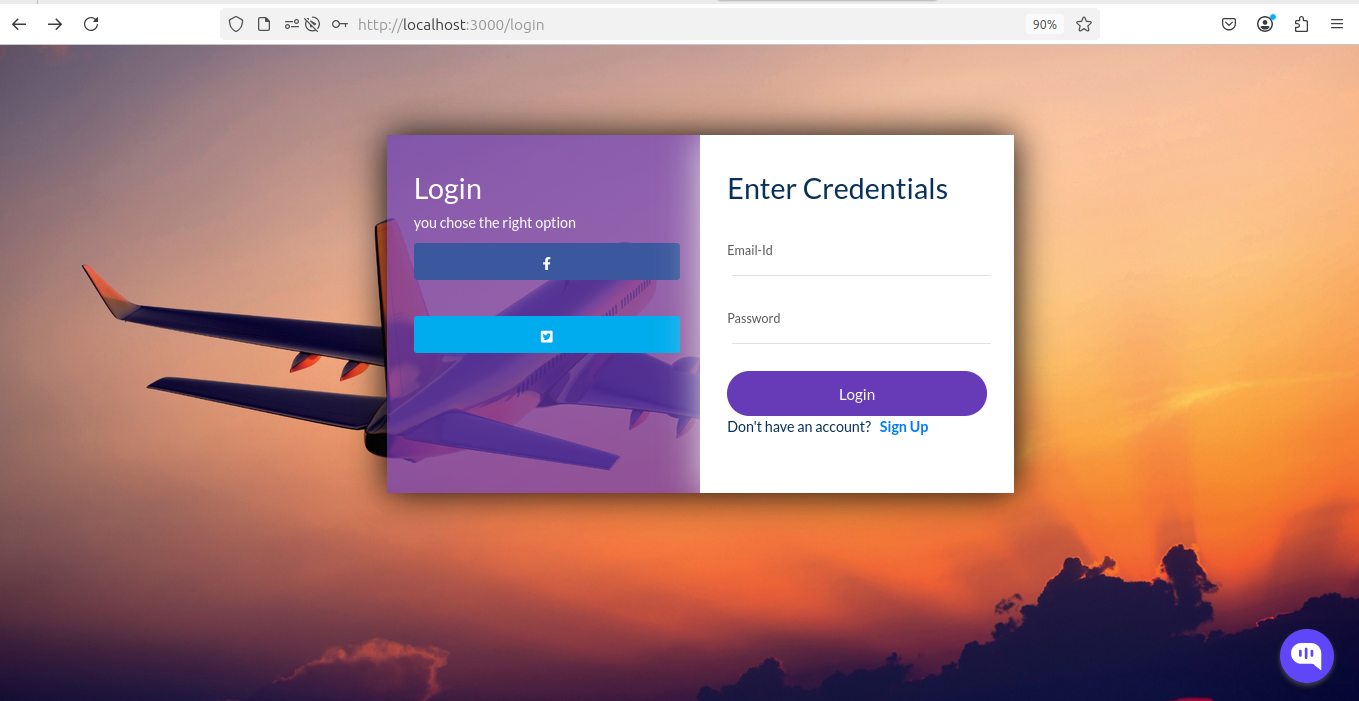 http://localhost:3000/login
90%
Login
you chose the right option
Enter Credentials
Email-Id
Password
Login
Don't have an account? Sign Up